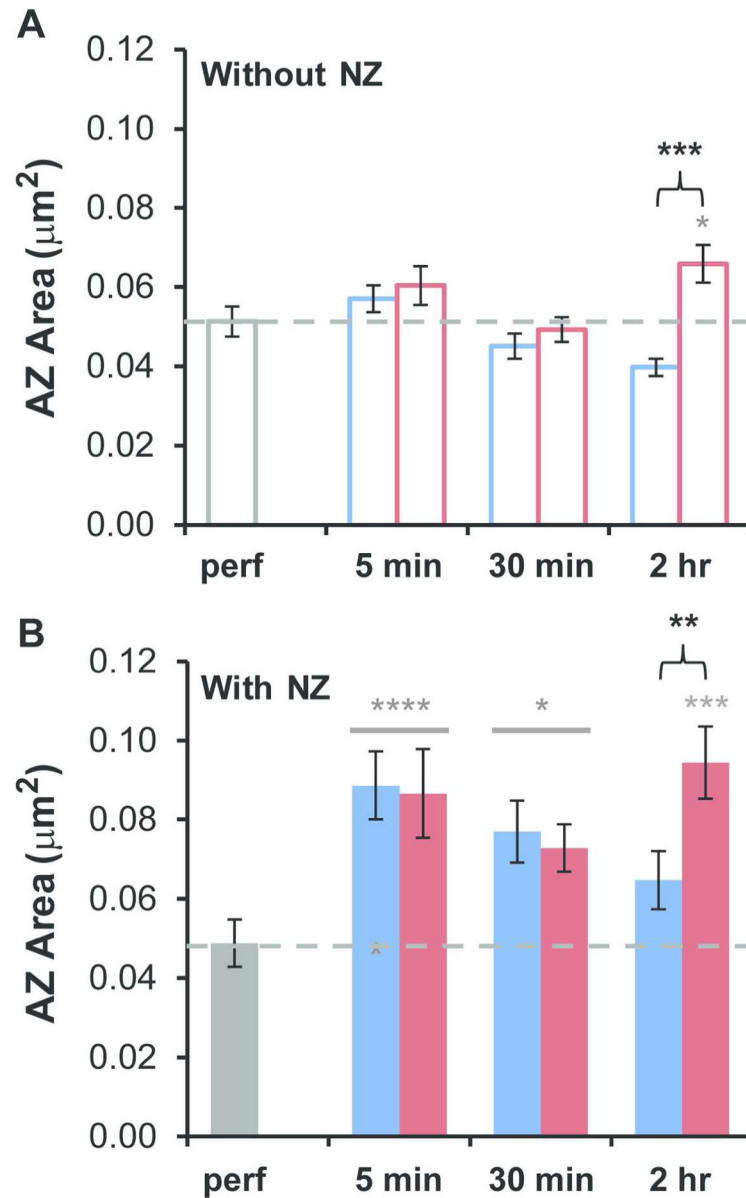 A
Without NZ
AZ Area (μm²)
0.12
0.10
0.08
0.06
0.04
0.02
0.00
***
*
perf 5 min 30 min 2 hr
B
With NZ
AZ Area (μm²)
0.12
0.10
0.08
0.06
0.04
0.02
0.00
**
**** * ***
*
perf 5 min 30 min 2 hr